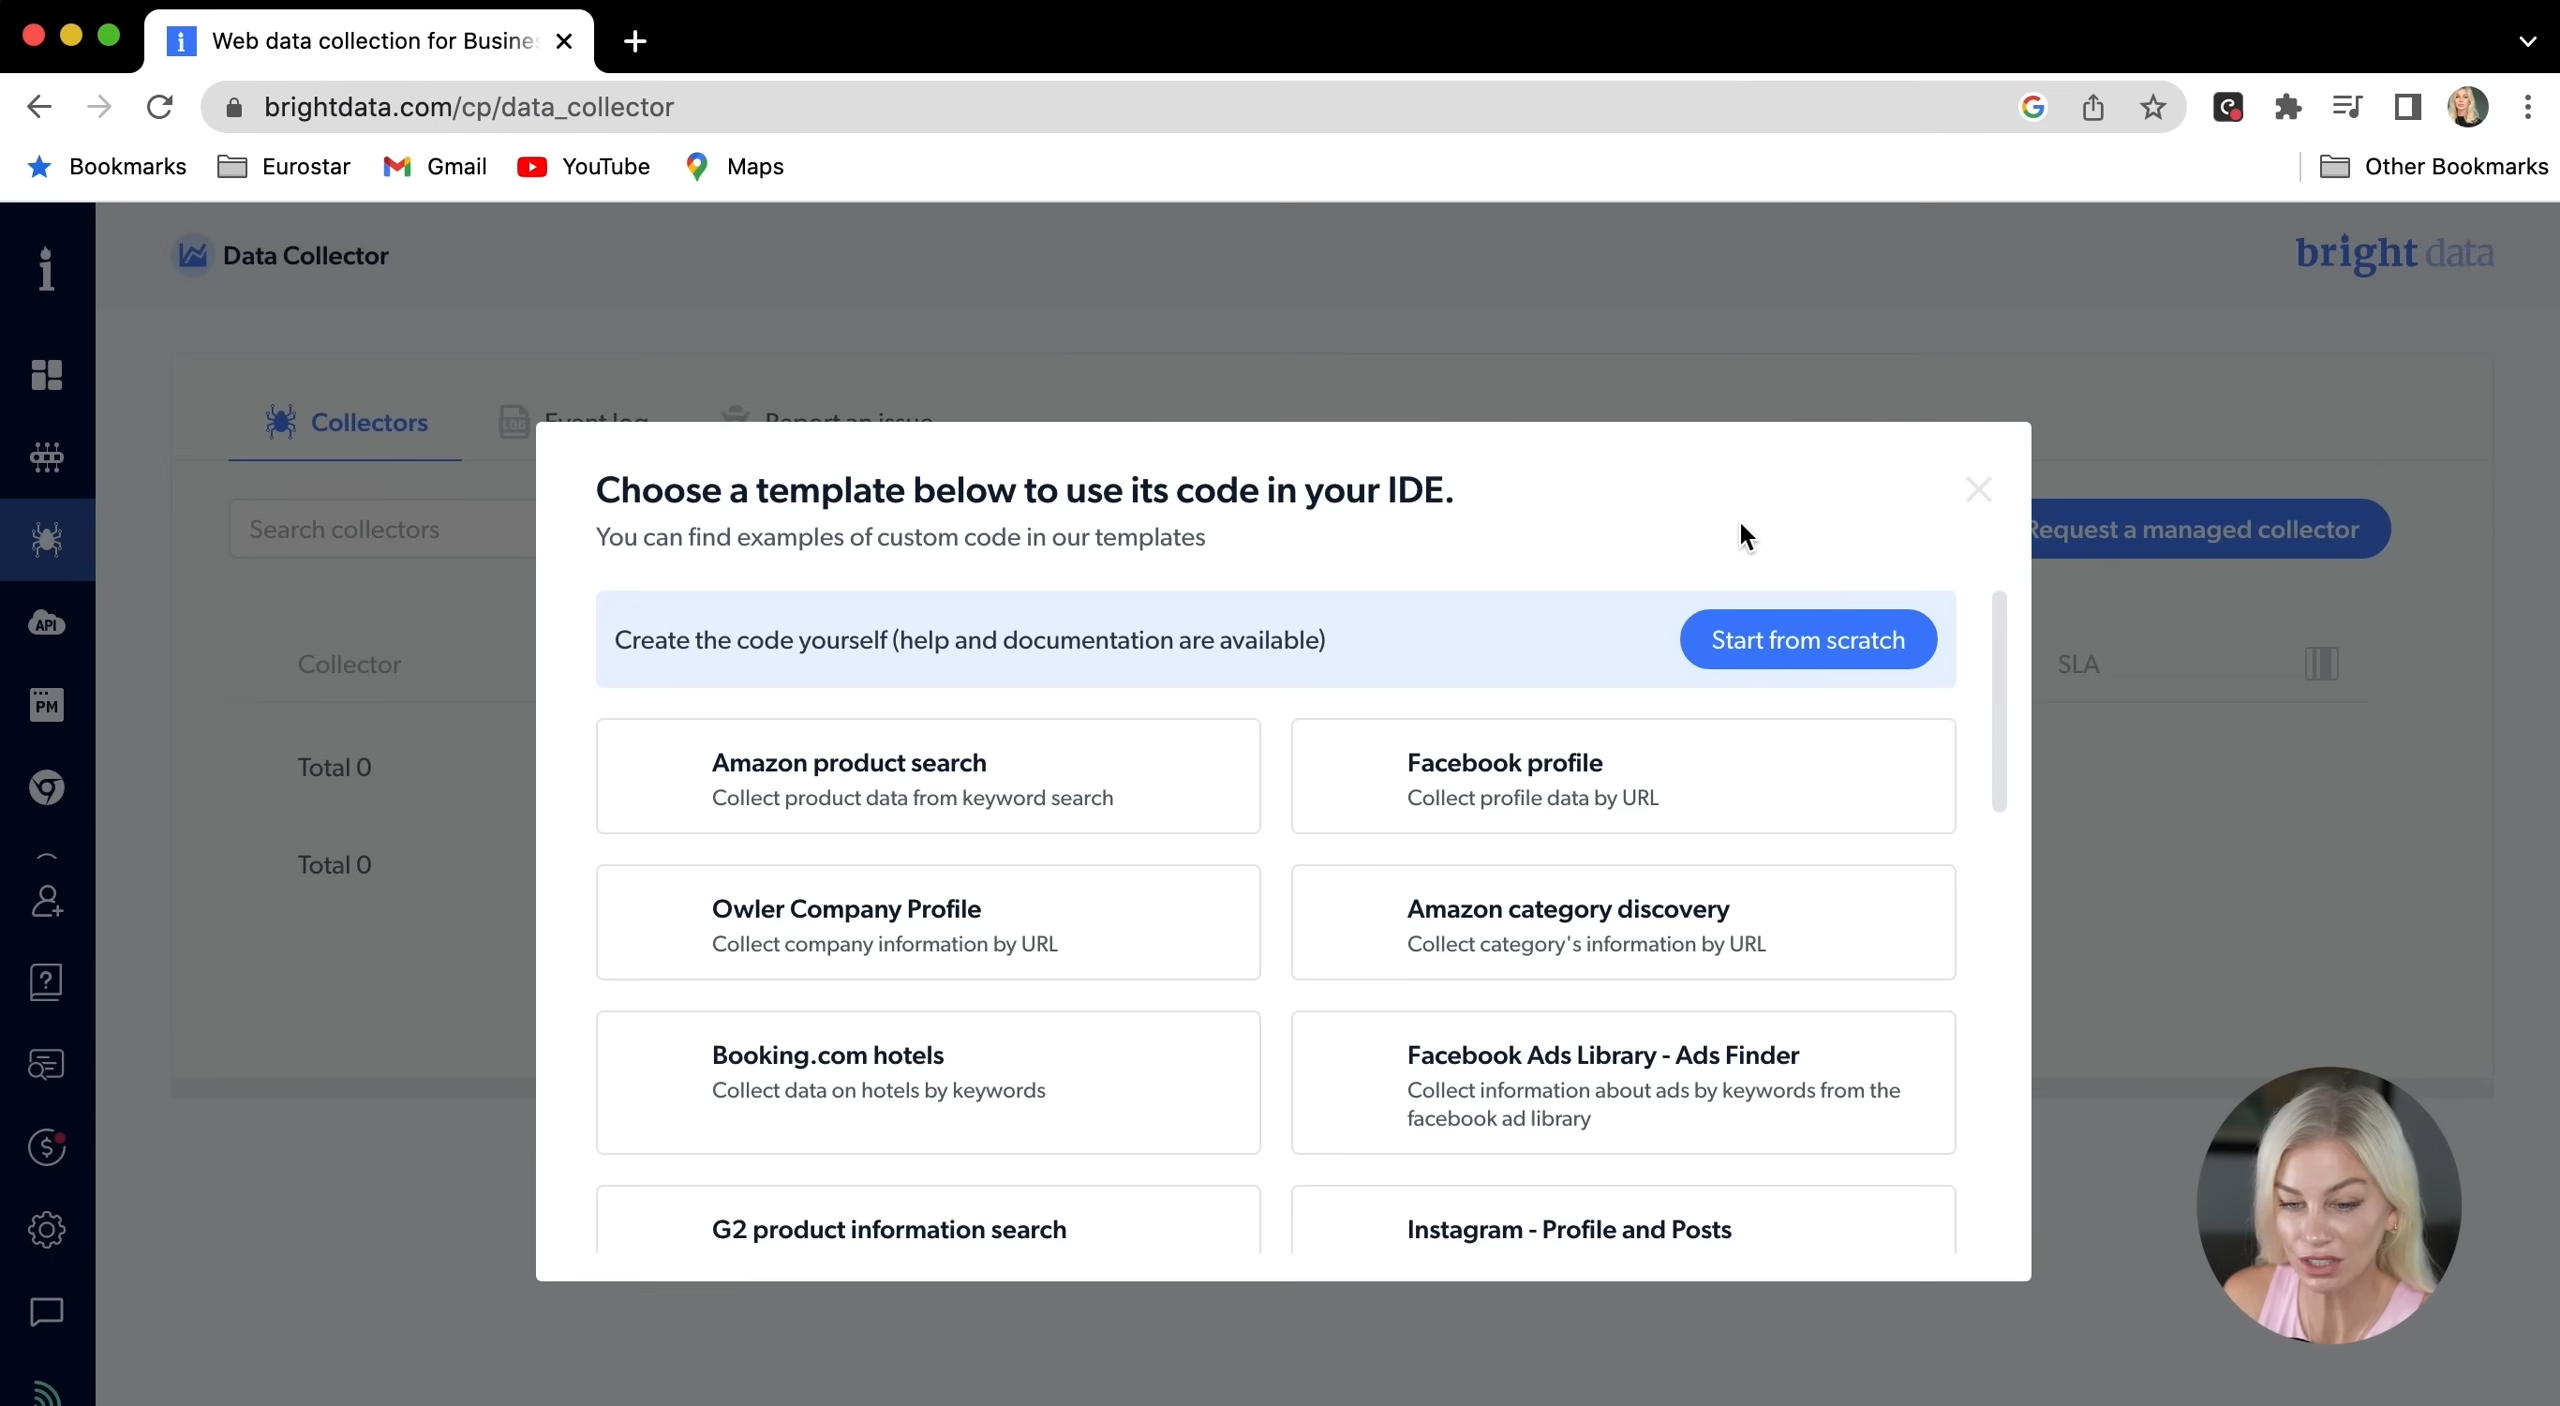 Web data collection for Busine
brightdata.com/cp/data_collector
Bookmarks
Eurostar
Gmail
YouTube
Maps
Other Bookmarks
Data Collector
bright data
Collectors
Event log
Report an issue
LOG
Choose a template below to use its code in your IDE.
You can find examples of custom code in our templates
Search collectors
Request a managed collector
Create the code yourself (help and documentation are available)
Start from scratch
API
Collector
SLA
PM
Amazon product search
Collect product data from keyword search
Facebook profile
Collect profile data by URL
Total 0
Total 0
Owler Company Profile
Collect company information by URL
Amazon category discovery
Collect category's information by URL
Booking.com hotels
Collect data on hotels by keywords
Facebook Ads Library - Ads Finder
Collect information about ads by keywords from the
facebook ad library
G2 product information search
Instagram - Profile and Posts